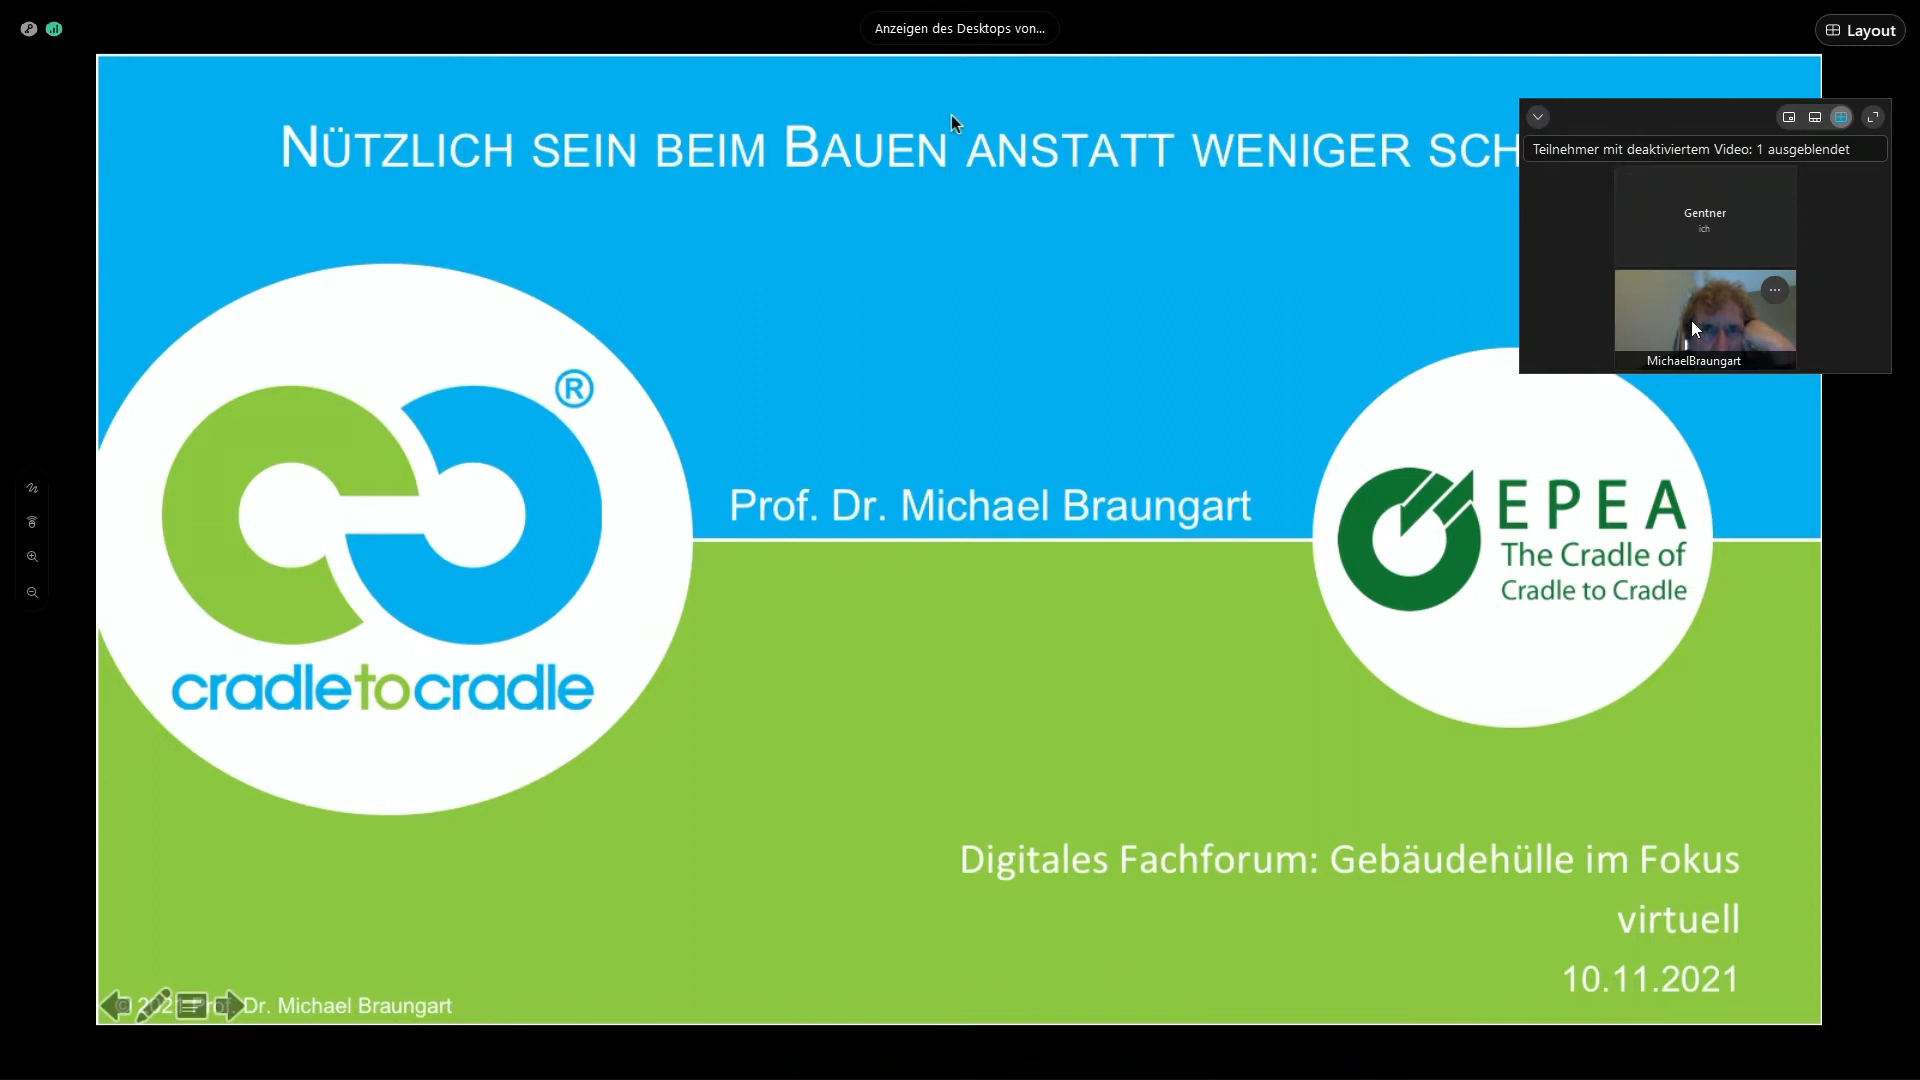 Anzeigen des Desktops von...
Layout
NÜTZLICH SEIN BEIM BAUEN ANSTATT WENIGER SCH
Teilnehmer mit deaktiviertem Video: 1 ausgeblendet
Gentner
ich
MichaelBraungart
®
cradletocradle
Prof. Dr. Michael Braungart
EPEA
The Cradle of
Cradle to Cradle
Digitales Fachforum: Gebäudehülle im Fokus
virtuell
10.11.2021
© 2021 Prof. Dr. Michael Braungart